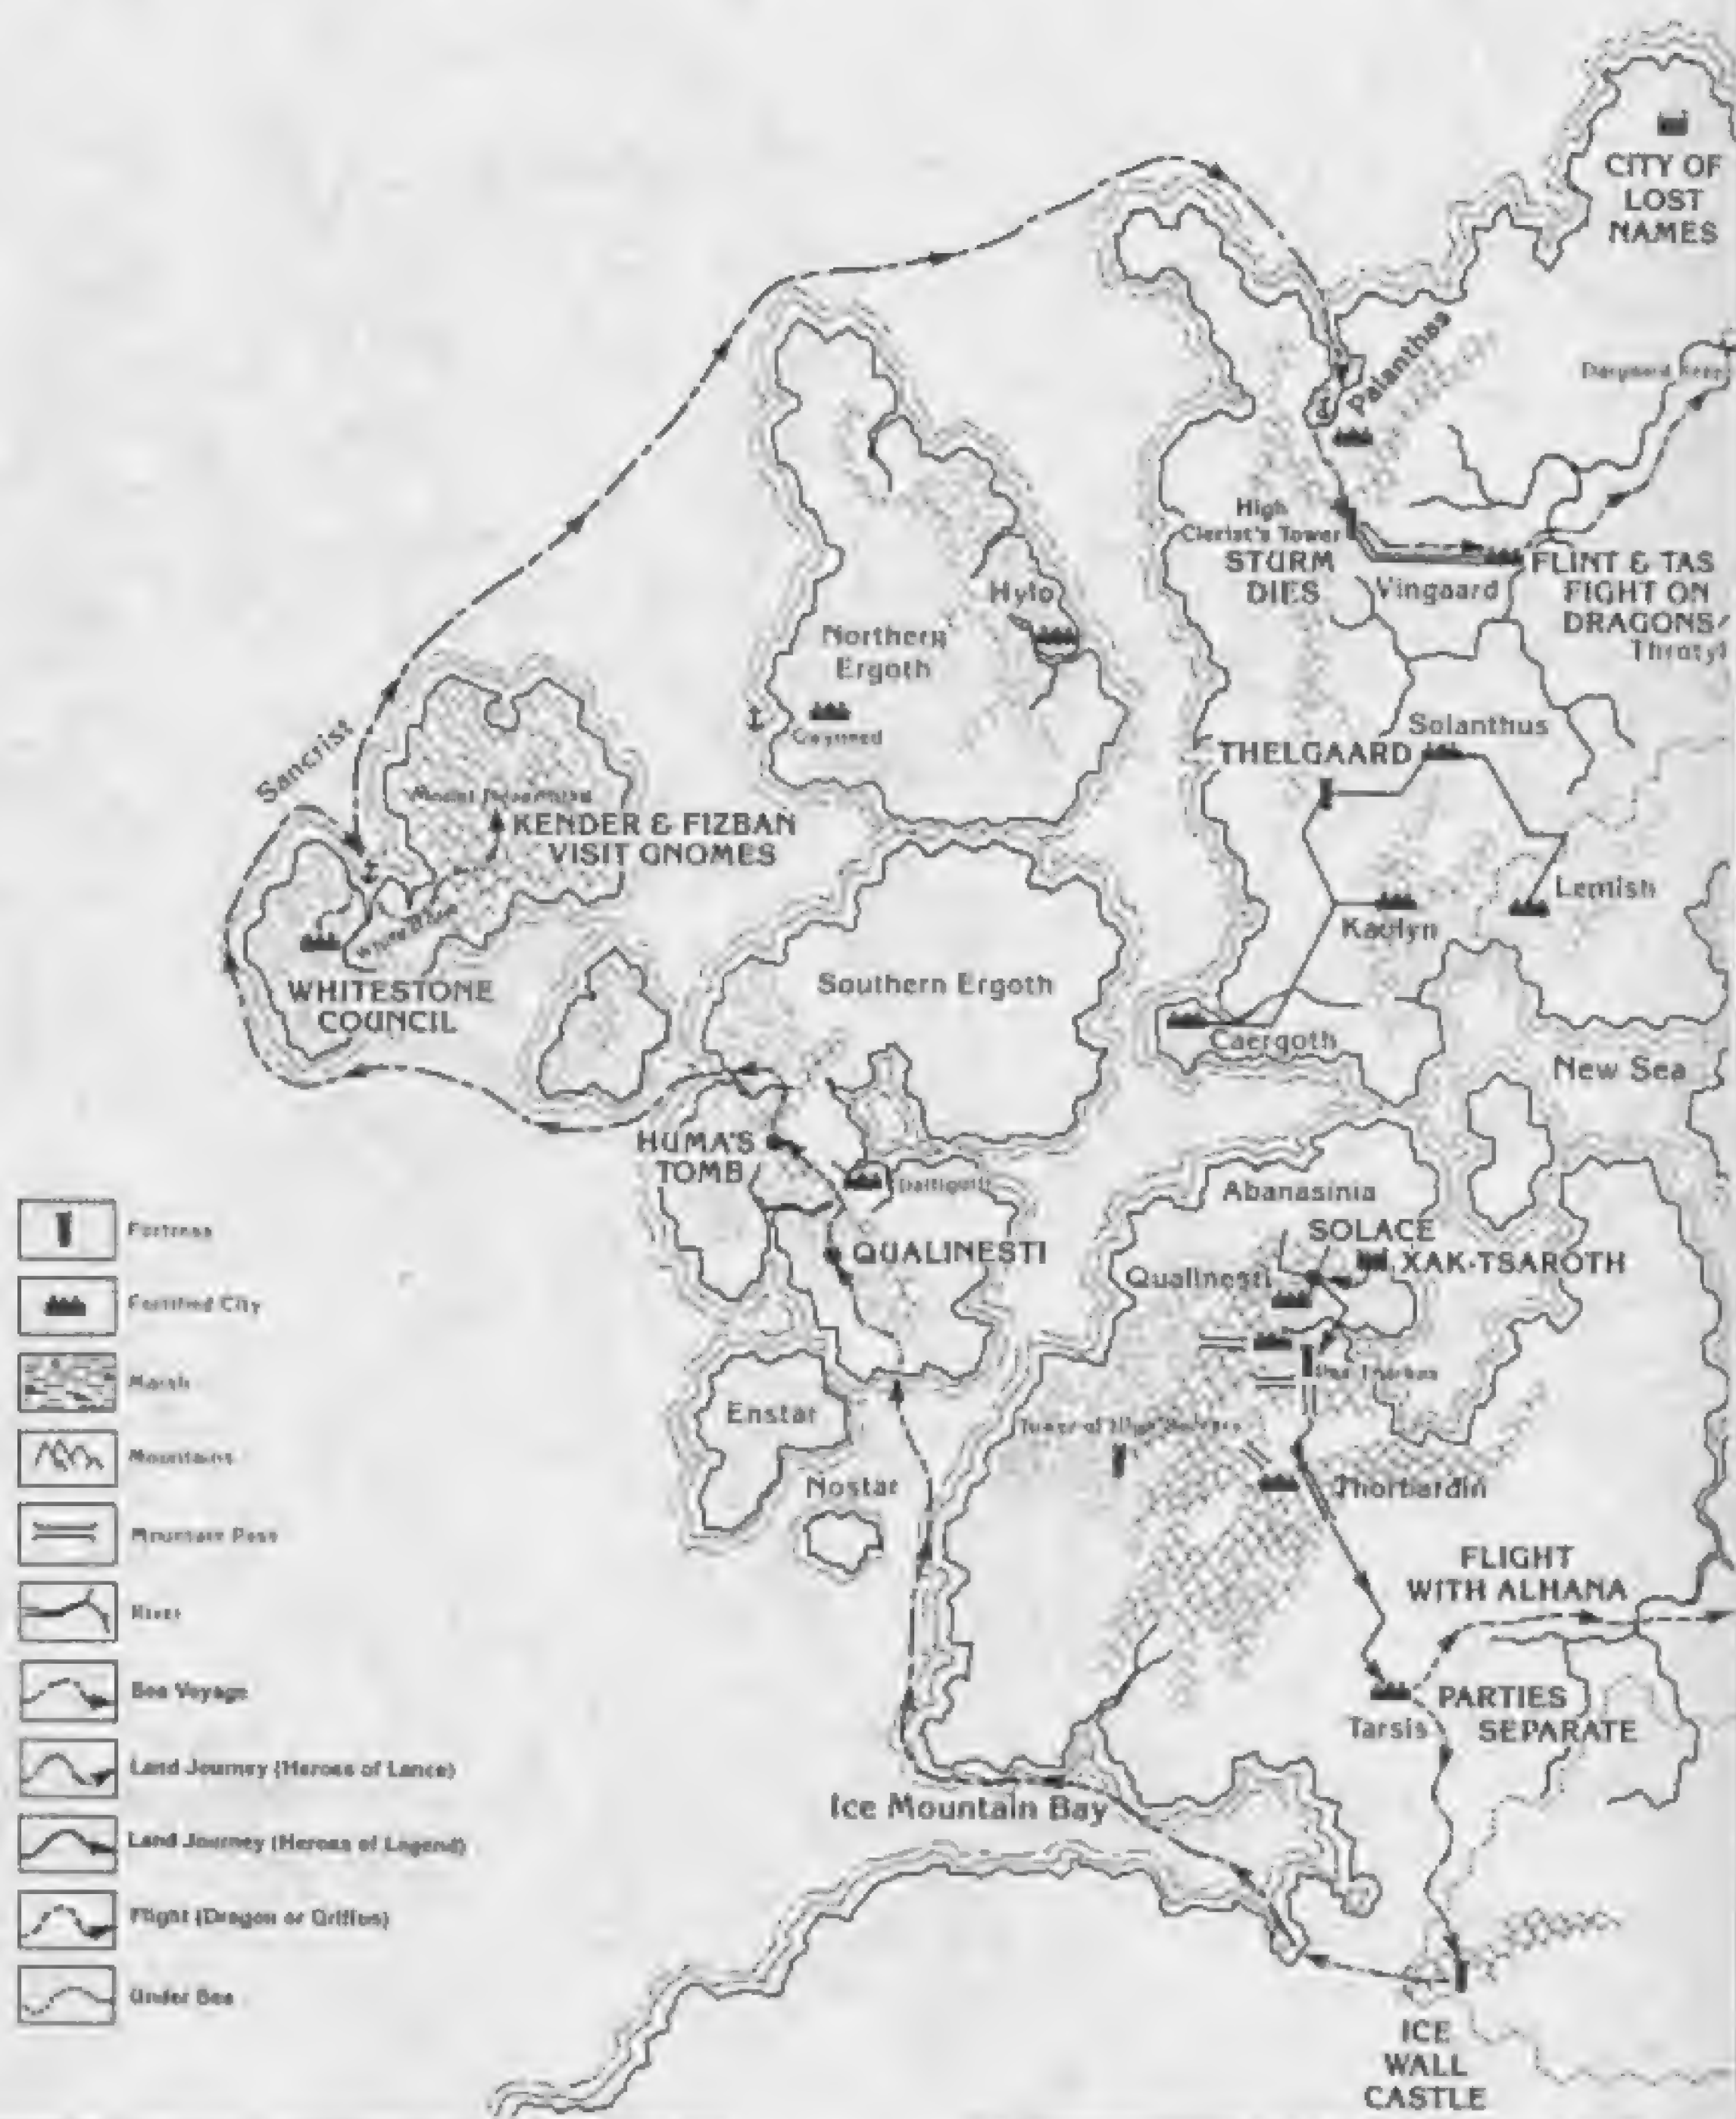 CITY OF
LOST
NAMES
Palanthas
High
Clerist's Tower
STURM
DIES
Vingaard
FLINT & TAS
FIGHT ON
DRAGONS
Hylo
Northern
Ergoth
Sancrist
Solanthus
THELGAARD
KENDER & FIZBAN
VISIT GNOMES
Lemish
Kaolyn
WHITESTONE
COUNCIL
Southern Ergoth
Caergoth
New Sea
HUMA'S
TOMB
Abanasinia
SOLACE
XAK-TSAROTH
Qualinesti
QUALINESTI
Enstar
Nostar
Thorbardin
FLIGHT
WITH ALHANA
PARTIES
SEPARATE
Tarsis
Ice Mountain Bay
ICE
WALL
CASTLE
Fortress
Fortified City
Marsh
Mountains
Mountain Pass
River
Sea Voyage
Land Journey (Heroes of Lance)
Land Journey (Heroes of Legend)
Flight (Dragon or Griffon)
Under Sea